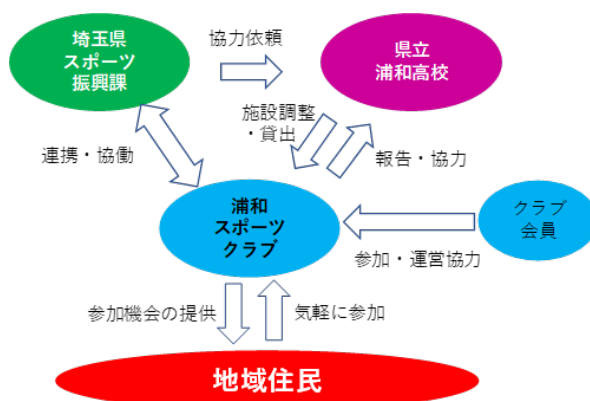 埼玉県
スポーツ
振興課
協力依頼
県立
浦和高校
施設調整
・貸出
連携・協働
報告・協力
浦和
スポーツ
クラブ
クラブ
会員
参加・運営協力
参加機会の提供
気軽に参加
地域住民